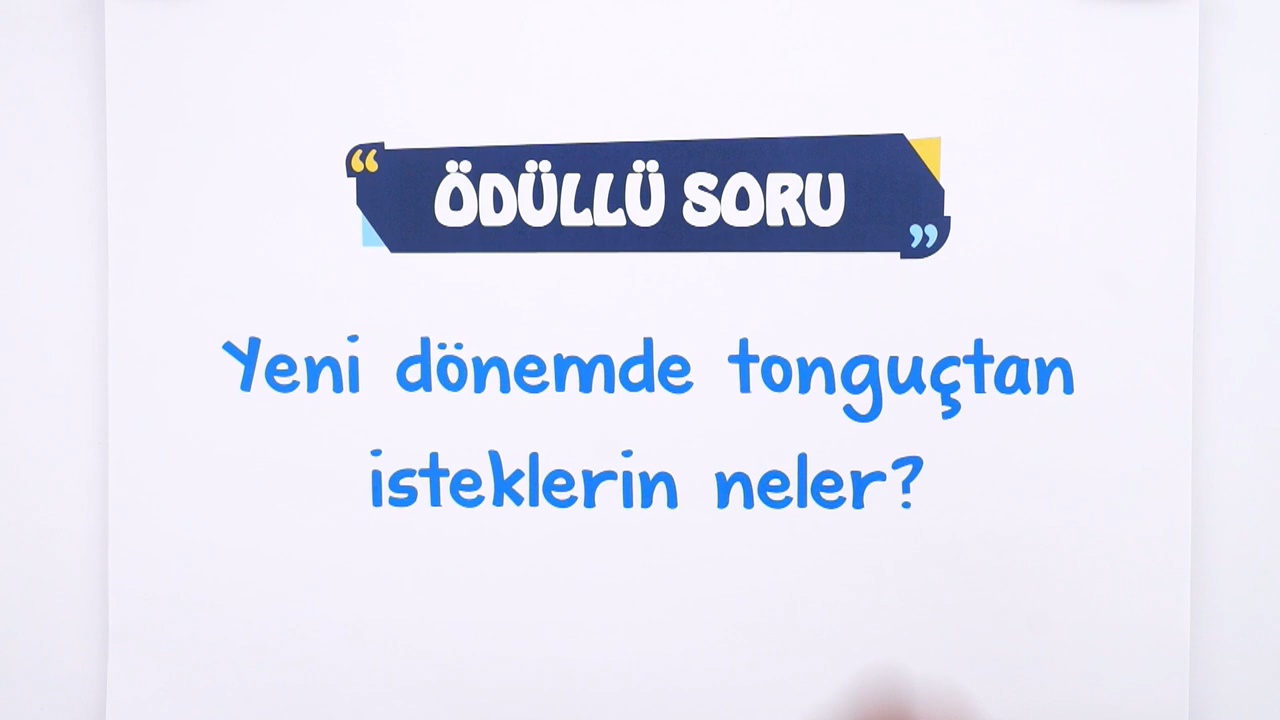 “ ÖDÜLLÜ SORU ”
Yeni dönemde tonguçtan
isteklerin neler?